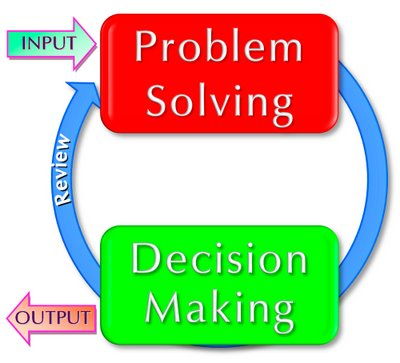 INPUT
Problem
Solving
Review
Decision
Making
OUTPUT